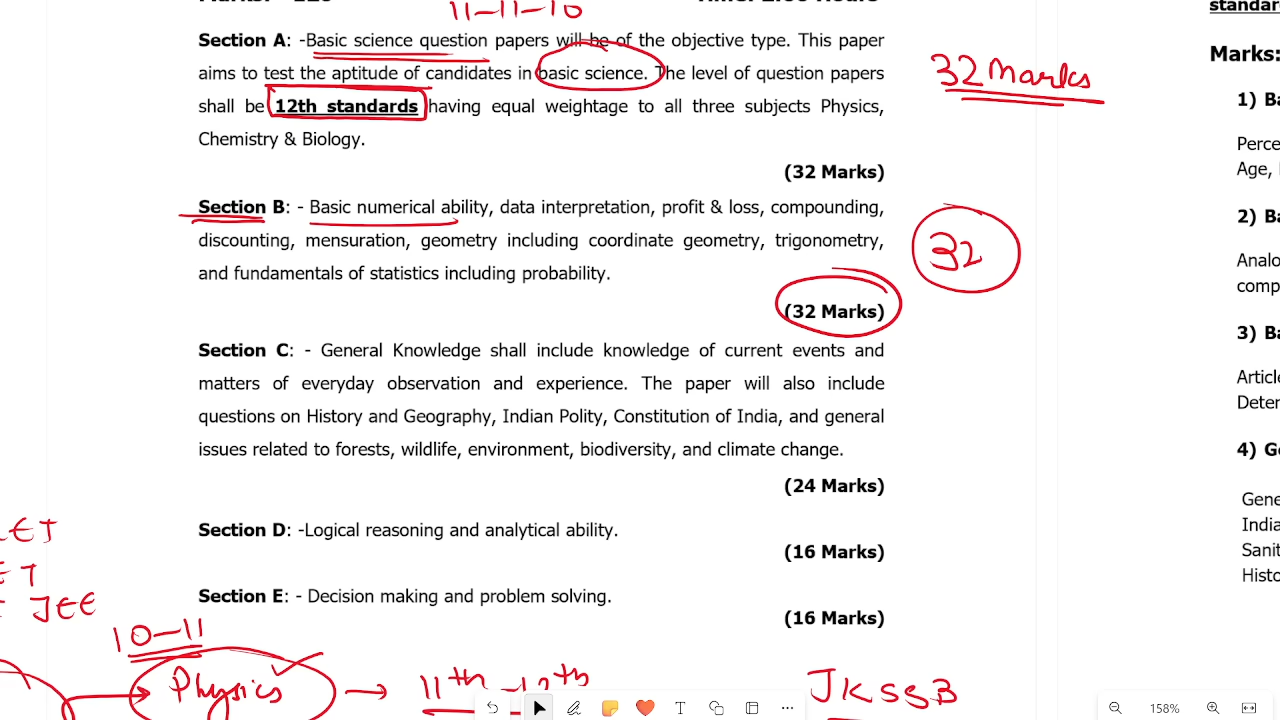 11-11-10
standard
Section A: -Basic science question papers will be of the objective type. This paper
aims to test the aptitude of candidates in basic science. The level of question papers
shall be 12th standards having equal weightage to all three subjects Physics,
Chemistry & Biology.
(32 Marks)
32 Marks
Section B: - Basic numerical ability, data interpretation, profit & loss, compounding,
discounting, mensuration, geometry including coordinate geometry, trigonometry,
and fundamentals of statistics including probability.
(32 Marks)
32
Section C: - General Knowledge shall include knowledge of current events and
matters of everyday observation and experience. The paper will also include
questions on History and Geography, Indian Polity, Constitution of India, and general
issues related to forests, wildlife, environment, biodiversity, and climate change.
(24 Marks)
Section D: -Logical reasoning and analytical ability.
(16 Marks)
Section E: - Decision making and problem solving.
(16 Marks)
JEE
10-11
Physics
11th -12th
JKSSB
Marks:
1) Ba
Perce
Age,
2) Ba
Analo
comp
3) Ba
Article
Deter
4) Ge
Gene
India
Sanit
Histo
158%